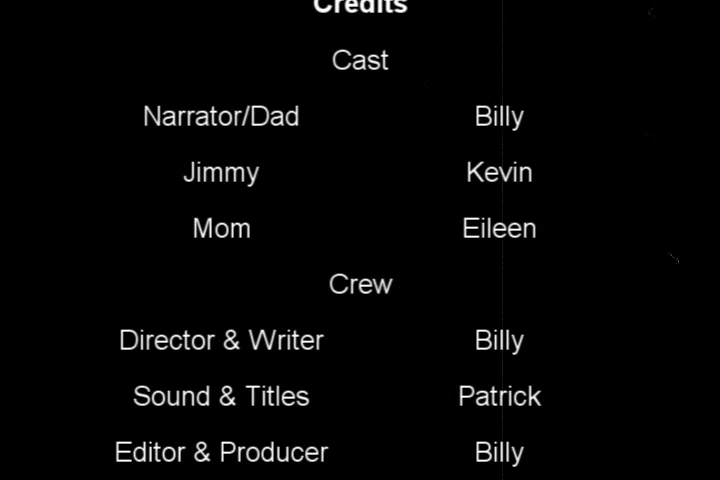 Credits
Cast
Narrator/Dad Billy
Jimmy Kevin
Mom Eileen
Crew
Director & Writer Billy
Sound & Titles Patrick
Editor & Producer Billy